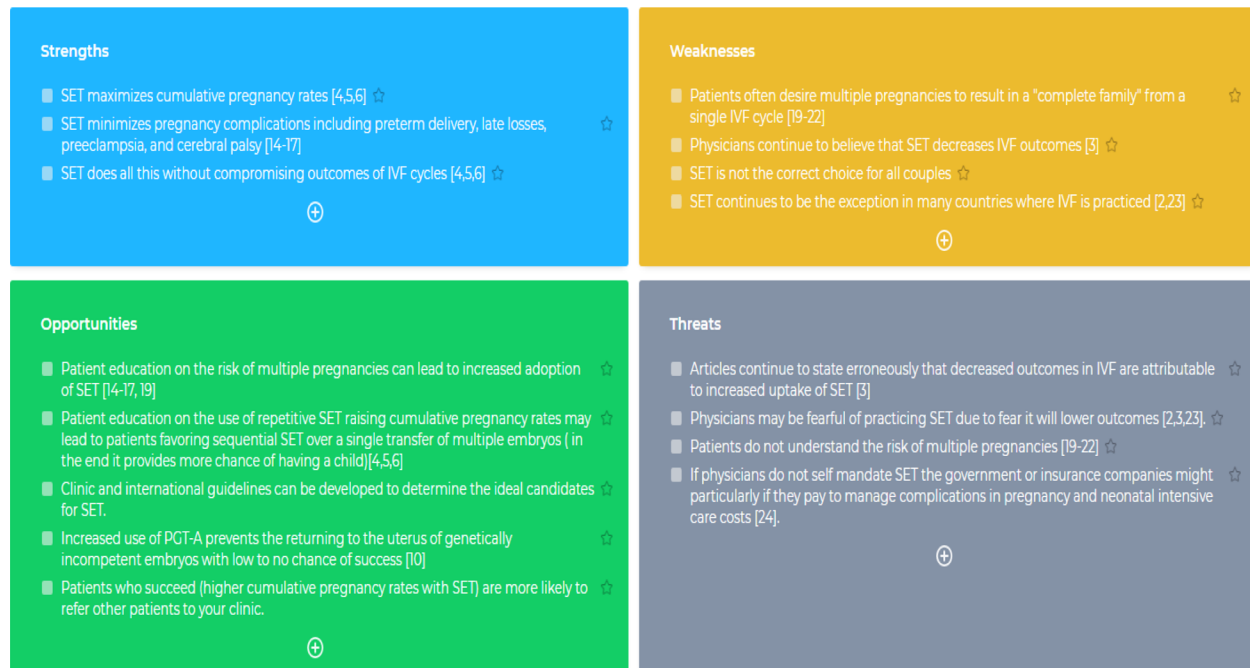 Strengths
SET maximizes cumulative pregnancy rates [4,5,6]
SET minimizes pregnancy complications including preterm delivery, late losses,
preeclampsia, and cerebral palsy [14-17]
SET does all this without compromising outcomes of IVF cycles [4,5,6]
Weaknesses
Patients often desire multiple pregnancies to result in a "complete family" from a
single IVF cycle [19-22]
Physicians continue to believe that SET decreases IVF outcomes [3]
SET is not the correct choice for all couples
SET continues to be the exception in many countries where IVF is practiced [2,23]
Opportunities
Patient education on the risk of multiple pregnancies can lead to increased adoption
of SET [14-17, 19]
Patient education on the use of repetitive SET raising cumulative pregnancy rates may
lead to patients favoring sequential SET over a single transfer of multiple embryos ( in
the end it provides more chance of having a child)[4,5,6]
Clinic and international guidelines can be developed to determine the ideal candidates
for SET.
Increased use of PGT-A prevents the returning to the uterus of genetically
incompetent embryos with low to no chance of success [10]
Patients who succeed (higher cumulative pregnancy rates with SET) are more likely to
refer other patients to your clinic.
Threats
Articles continue to state erroneously that decreased outcomes in IVF are attributable
to increased uptake of SET [3]
Physicians may be fearful of practicing SET due to fear it will lower outcomes [2,3,23].
Patients do not understand the risk of multiple pregnancies [19-22]
If physicians do not self mandate SET the government or insurance companies might
particularly if they pay to manage complications in pregnancy and neonatal intensive
care costs [24].